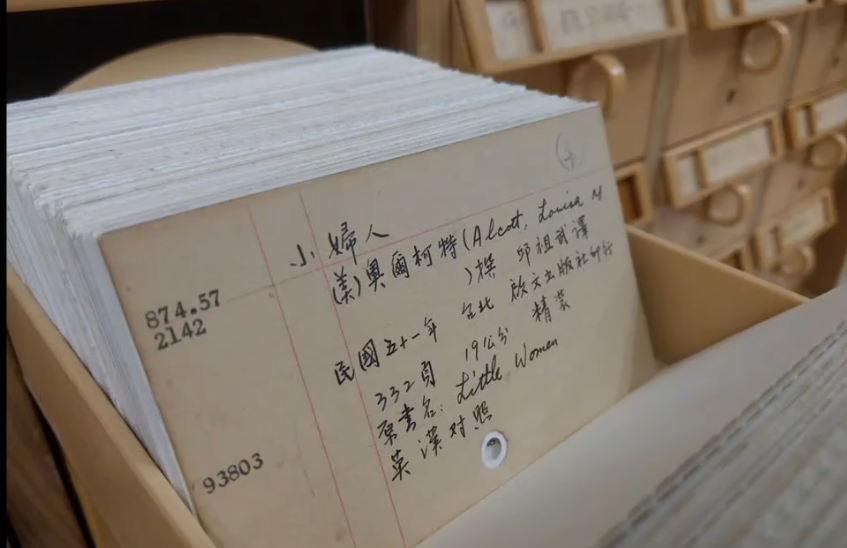 小婦人
(美)奧爾柯特(Alcott, Louisa M.
)撰 邱祖武譯
874.57
2142
民國五十一年 台北 啟文出版社印行
332頁 19公分 精裝
原書名: Little Women
英漢对照
93803